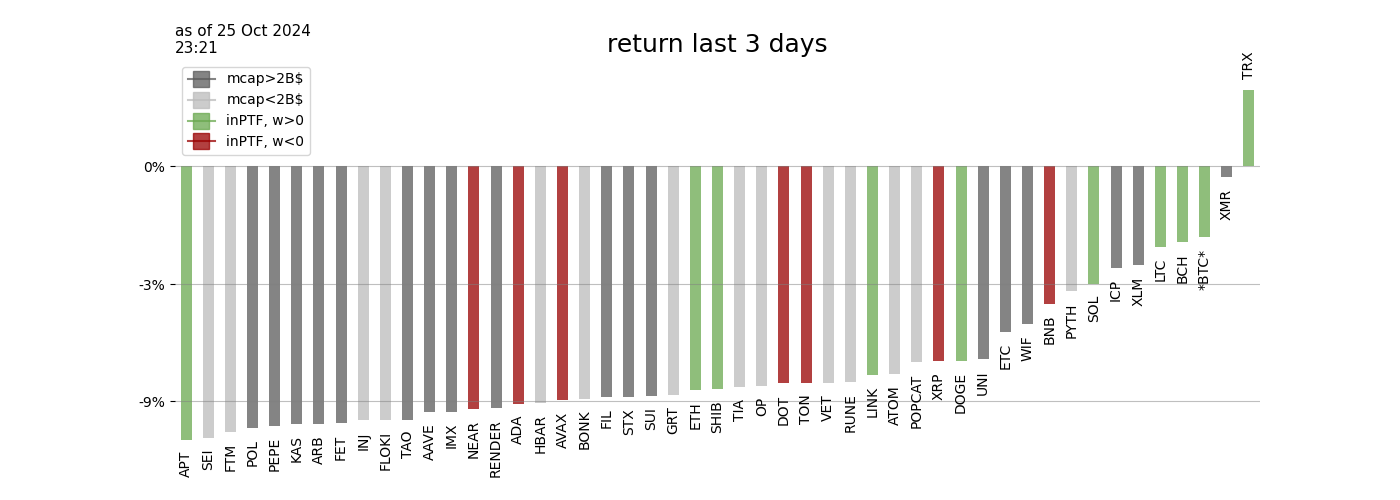 as of 25 Oct 2024
23:21
return last 3 days
mcap>2B$
mcap<2B$
inPTF, w>0
inPTF, w<0
0%
-3%
-9%
APT
SEI
FTM
POL
PEPE
KAS
ARB
FET
INJ
FLOKI
TAO
AAVE
IMX
NEAR
RENDER
ADA
HBAR
AVAX
BONK
FIL
STX
SUI
GRT
ETH
SHIB
TIA
OP
DOT
TON
VET
RUNE
LINK
ATOM
POPCAT
XRP
DOGE
UNI
ETC
WIF
BNB
PYTH
SOL
ICP
XLM
LTC
BCH
*BTC*
XMR
TRX